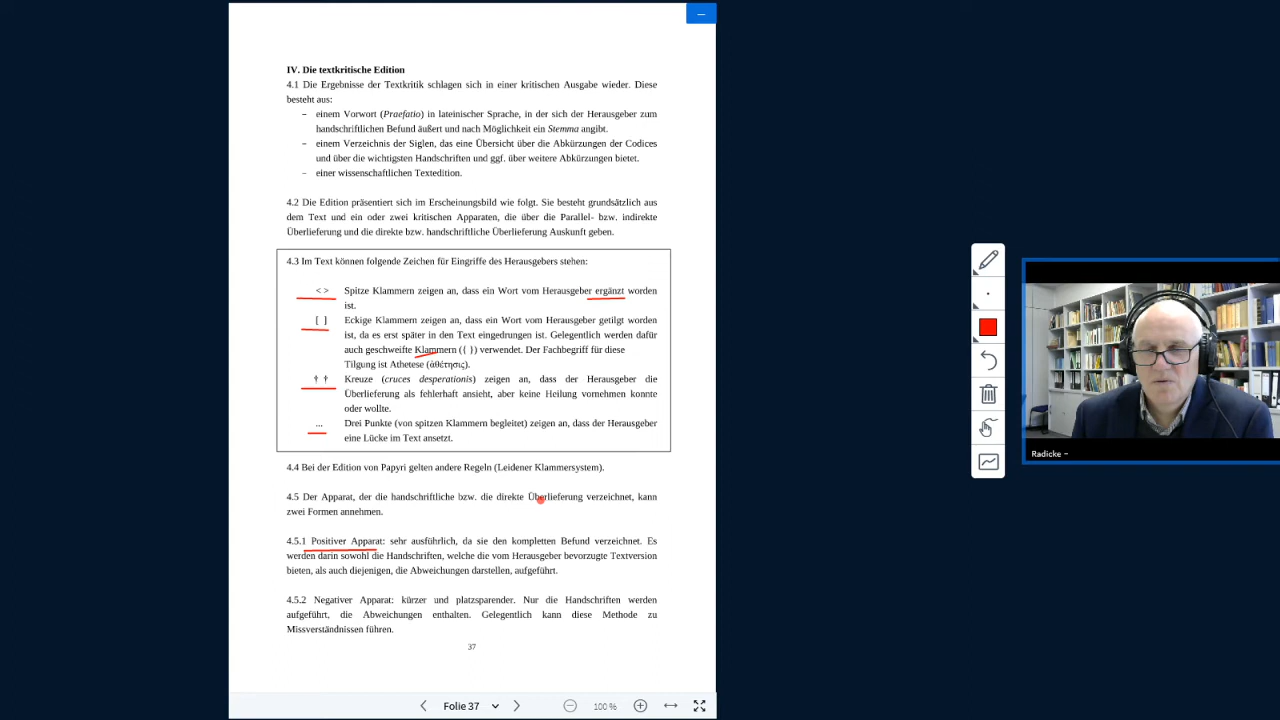 IV. Die textkritische Edition
4.1 Die Ergebnisse der Textkritik schlagen sich in einer kritischen Ausgabe wieder. Diese
besteht aus:
– einem Vorwort (Praefatio) in lateinischer Sprache, in der sich der Herausgeber zum
handschriftlichen Befund äußert und nach Möglichkeit ein Stemma angibt.
– einem Verzeichnis der Siglen, das eine Übersicht über die Abkürzungen der Codices
und über die wichtigsten Handschriften und ggf. über weitere Abkürzungen bietet.
– einer wissenschaftlichen Textedition.
4.2 Die Edition präsentiert sich im Erscheinungsbild wie folgt. Sie besteht grundsätzlich aus
dem Text und ein oder zwei kritischen Apparaten, die über die Parallel- bzw. indirekte
Überlieferung und die direkte bzw. handschriftliche Überlieferung Auskunft geben.
4.3 Im Text können folgende Zeichen für Eingriffe des Herausgebers stehen:
< > Spitze Klammern zeigen an, dass ein Wort vom Herausgeber ergänzt worden
ist.
[ ] Eckige Klammern zeigen an, dass ein Wort vom Herausgeber getilgt worden
ist, da es erst später in den Text eingedrungen ist. Gelegentlich werden dafür
auch geschweifte Klammern ({ }) verwendet. Der Fachbegriff für diese
Tilgung ist Athetese (ἀθέτησις).
† † Kreuze (cruces desperationis) zeigen an, dass der Herausgeber die
Überlieferung als fehlerhaft ansieht, aber keine Heilung vornehmen konnte
oder wollte.
... Drei Punkte (von spitzen Klammern begleitet) zeigen an, dass der Herausgeber
eine Lücke im Text ansetzt.
4.4 Bei der Edition von Papyri gelten andere Regeln (Leidener Klammersystem).
4.5 Der Apparat, der die handschriftliche bzw. die direkte Überlieferung verzeichnet, kann
zwei Formen annehmen.
4.5.1 Positiver Apparat: sehr ausführlich, da sie den kompletten Befund verzeichnet. Es
werden darin sowohl die Handschriften, welche die vom Herausgeber bevorzugte Textversion
bieten, als auch diejenigen, die Abweichungen darstellen, aufgeführt.
4.5.2 Negativer Apparat: kürzer und platzsparender. Nur die Handschriften werden
aufgeführt, die Abweichungen enthalten. Gelegentlich kann diese Methode zu
Missverständnissen führen.
37
Folie 37
100 %
Radicke –